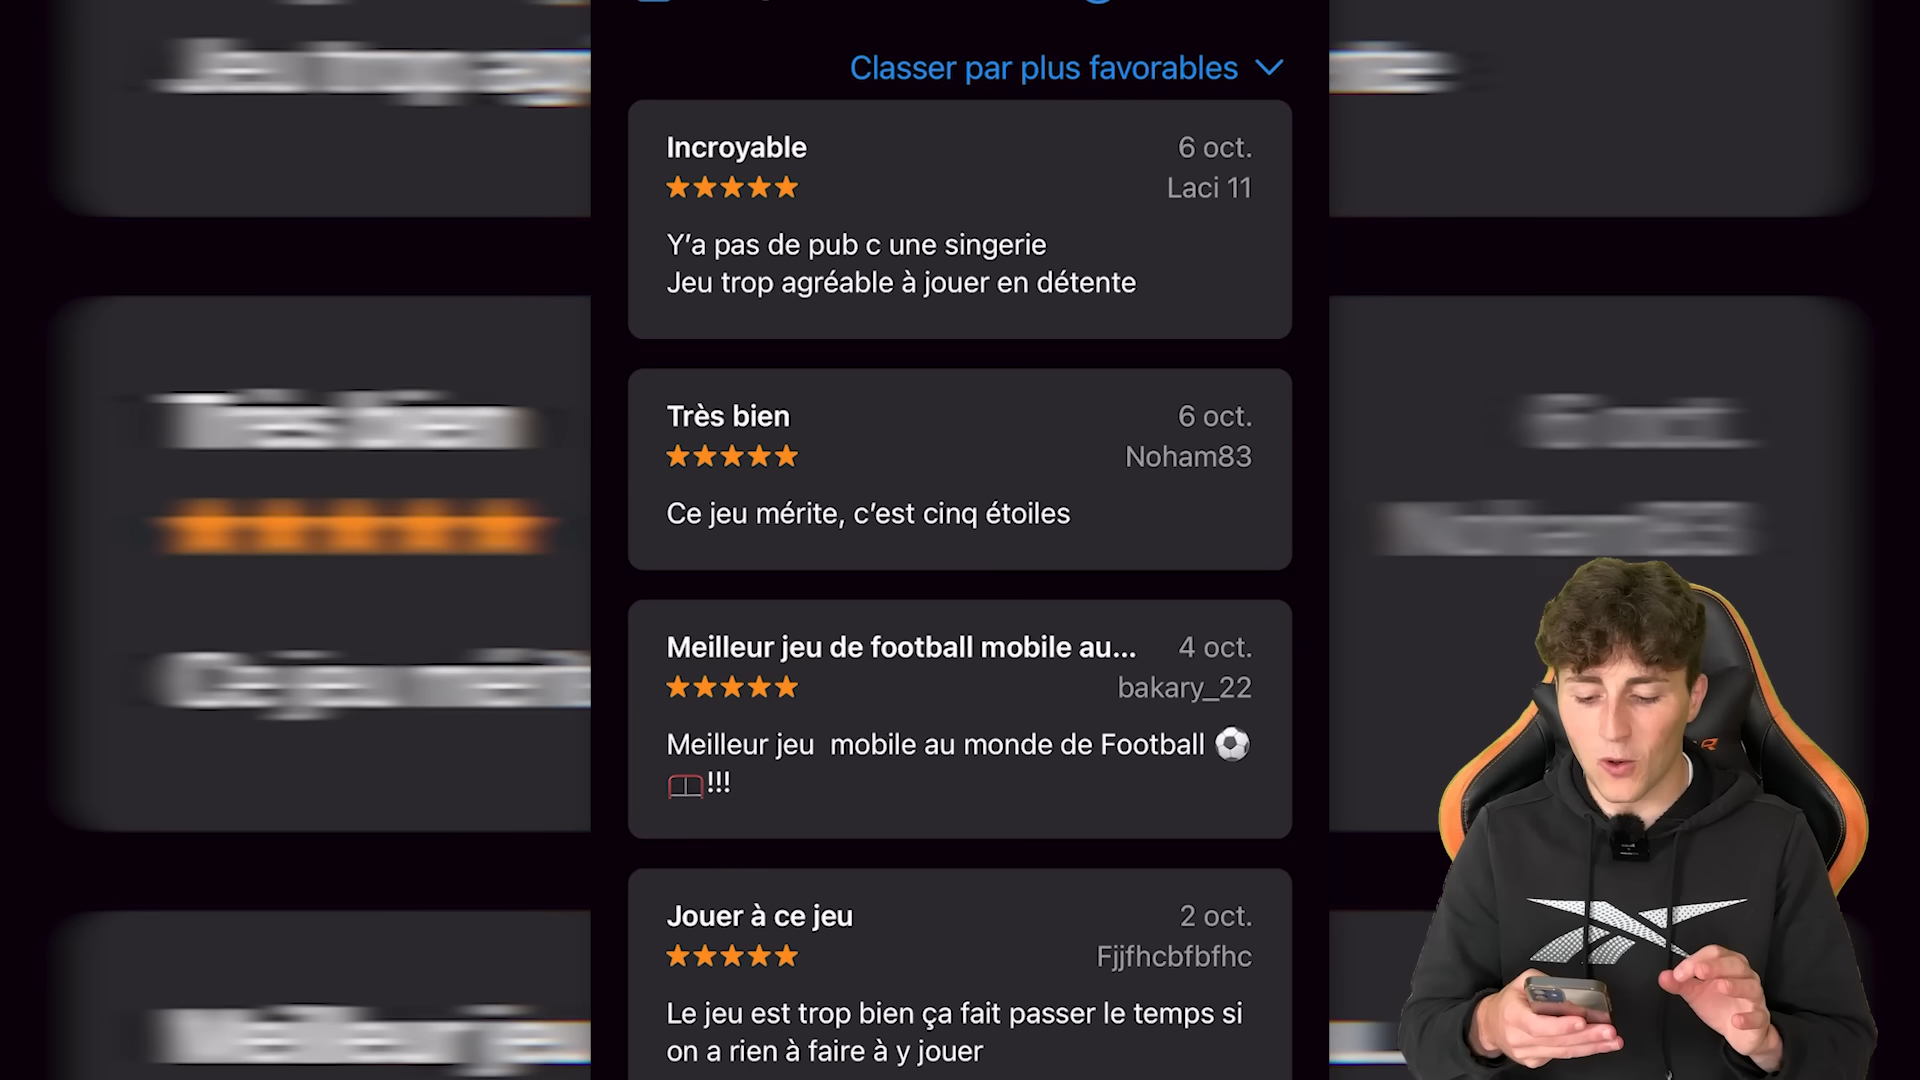 Classer par plus favorables
Incroyable
6 oct.
Laci 11
Y’a pas de pub c une singerie
Jeu trop agréable à jouer en détente
Très bien
6 oct.
Noham83
Ce jeu mérite, c’est cinq étoiles
Meilleur jeu de football mobile au...
4 oct.
bakary_22
Meilleur jeu  mobile au monde de Football ⚽
🥅!!!
Jouer à ce jeu
2 oct.
Fjjfhcbfbfhc
Le jeu est trop bien ça fait passer le temps si
on a rien à faire à y jouer